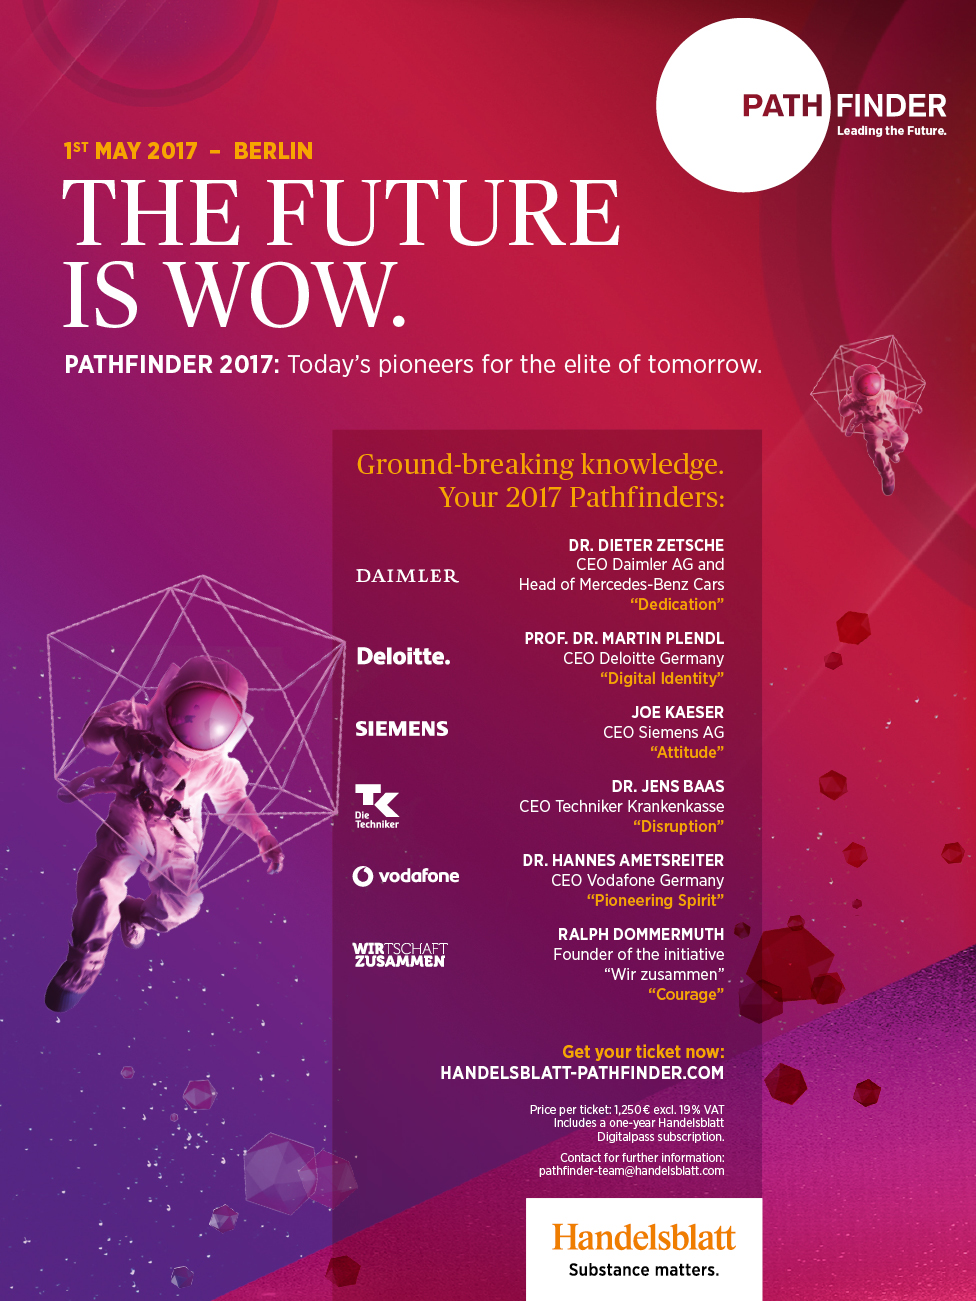 PATH FINDER
Leading the Future.
1ST MAY 2017 – BERLIN
THE FUTURE
IS WOW.
PATHFINDER 2017: Today’s pioneers for the elite of tomorrow.
Ground-breaking knowledge.
Your 2017 Pathfinders:
DAIMLER
DR. DIETER ZETSCHE
CEO Daimler AG and
Head of Mercedes-Benz Cars
“Dedication”
Deloitte.
PROF. DR. MARTIN PLENDL
CEO Deloitte Germany
“Digital Identity”
SIEMENS
JOE KAESER
CEO Siemens AG
“Attitude”
TK
Die
Techniker
DR. JENS BAAS
CEO Techniker Krankenkasse
“Disruption”
vodafone
DR. HANNES AMETSREITER
CEO Vodafone Germany
“Pioneering Spirit”
WIRTSCHAFT
ZUSAMMEN
RALPH DOMMERMUTH
Founder of the initiative
“Wir zusammen”
“Courage”
Get your ticket now:
HANDELSBLATT-PATHFINDER.COM
Price per ticket: 1,250 € excl. 19% VAT
Includes a one-year Handelsblatt
Digitalpass subscription.
Contact for further information:
pathfinder-team@handelsblatt.com
Handelsblatt
Substance matters.